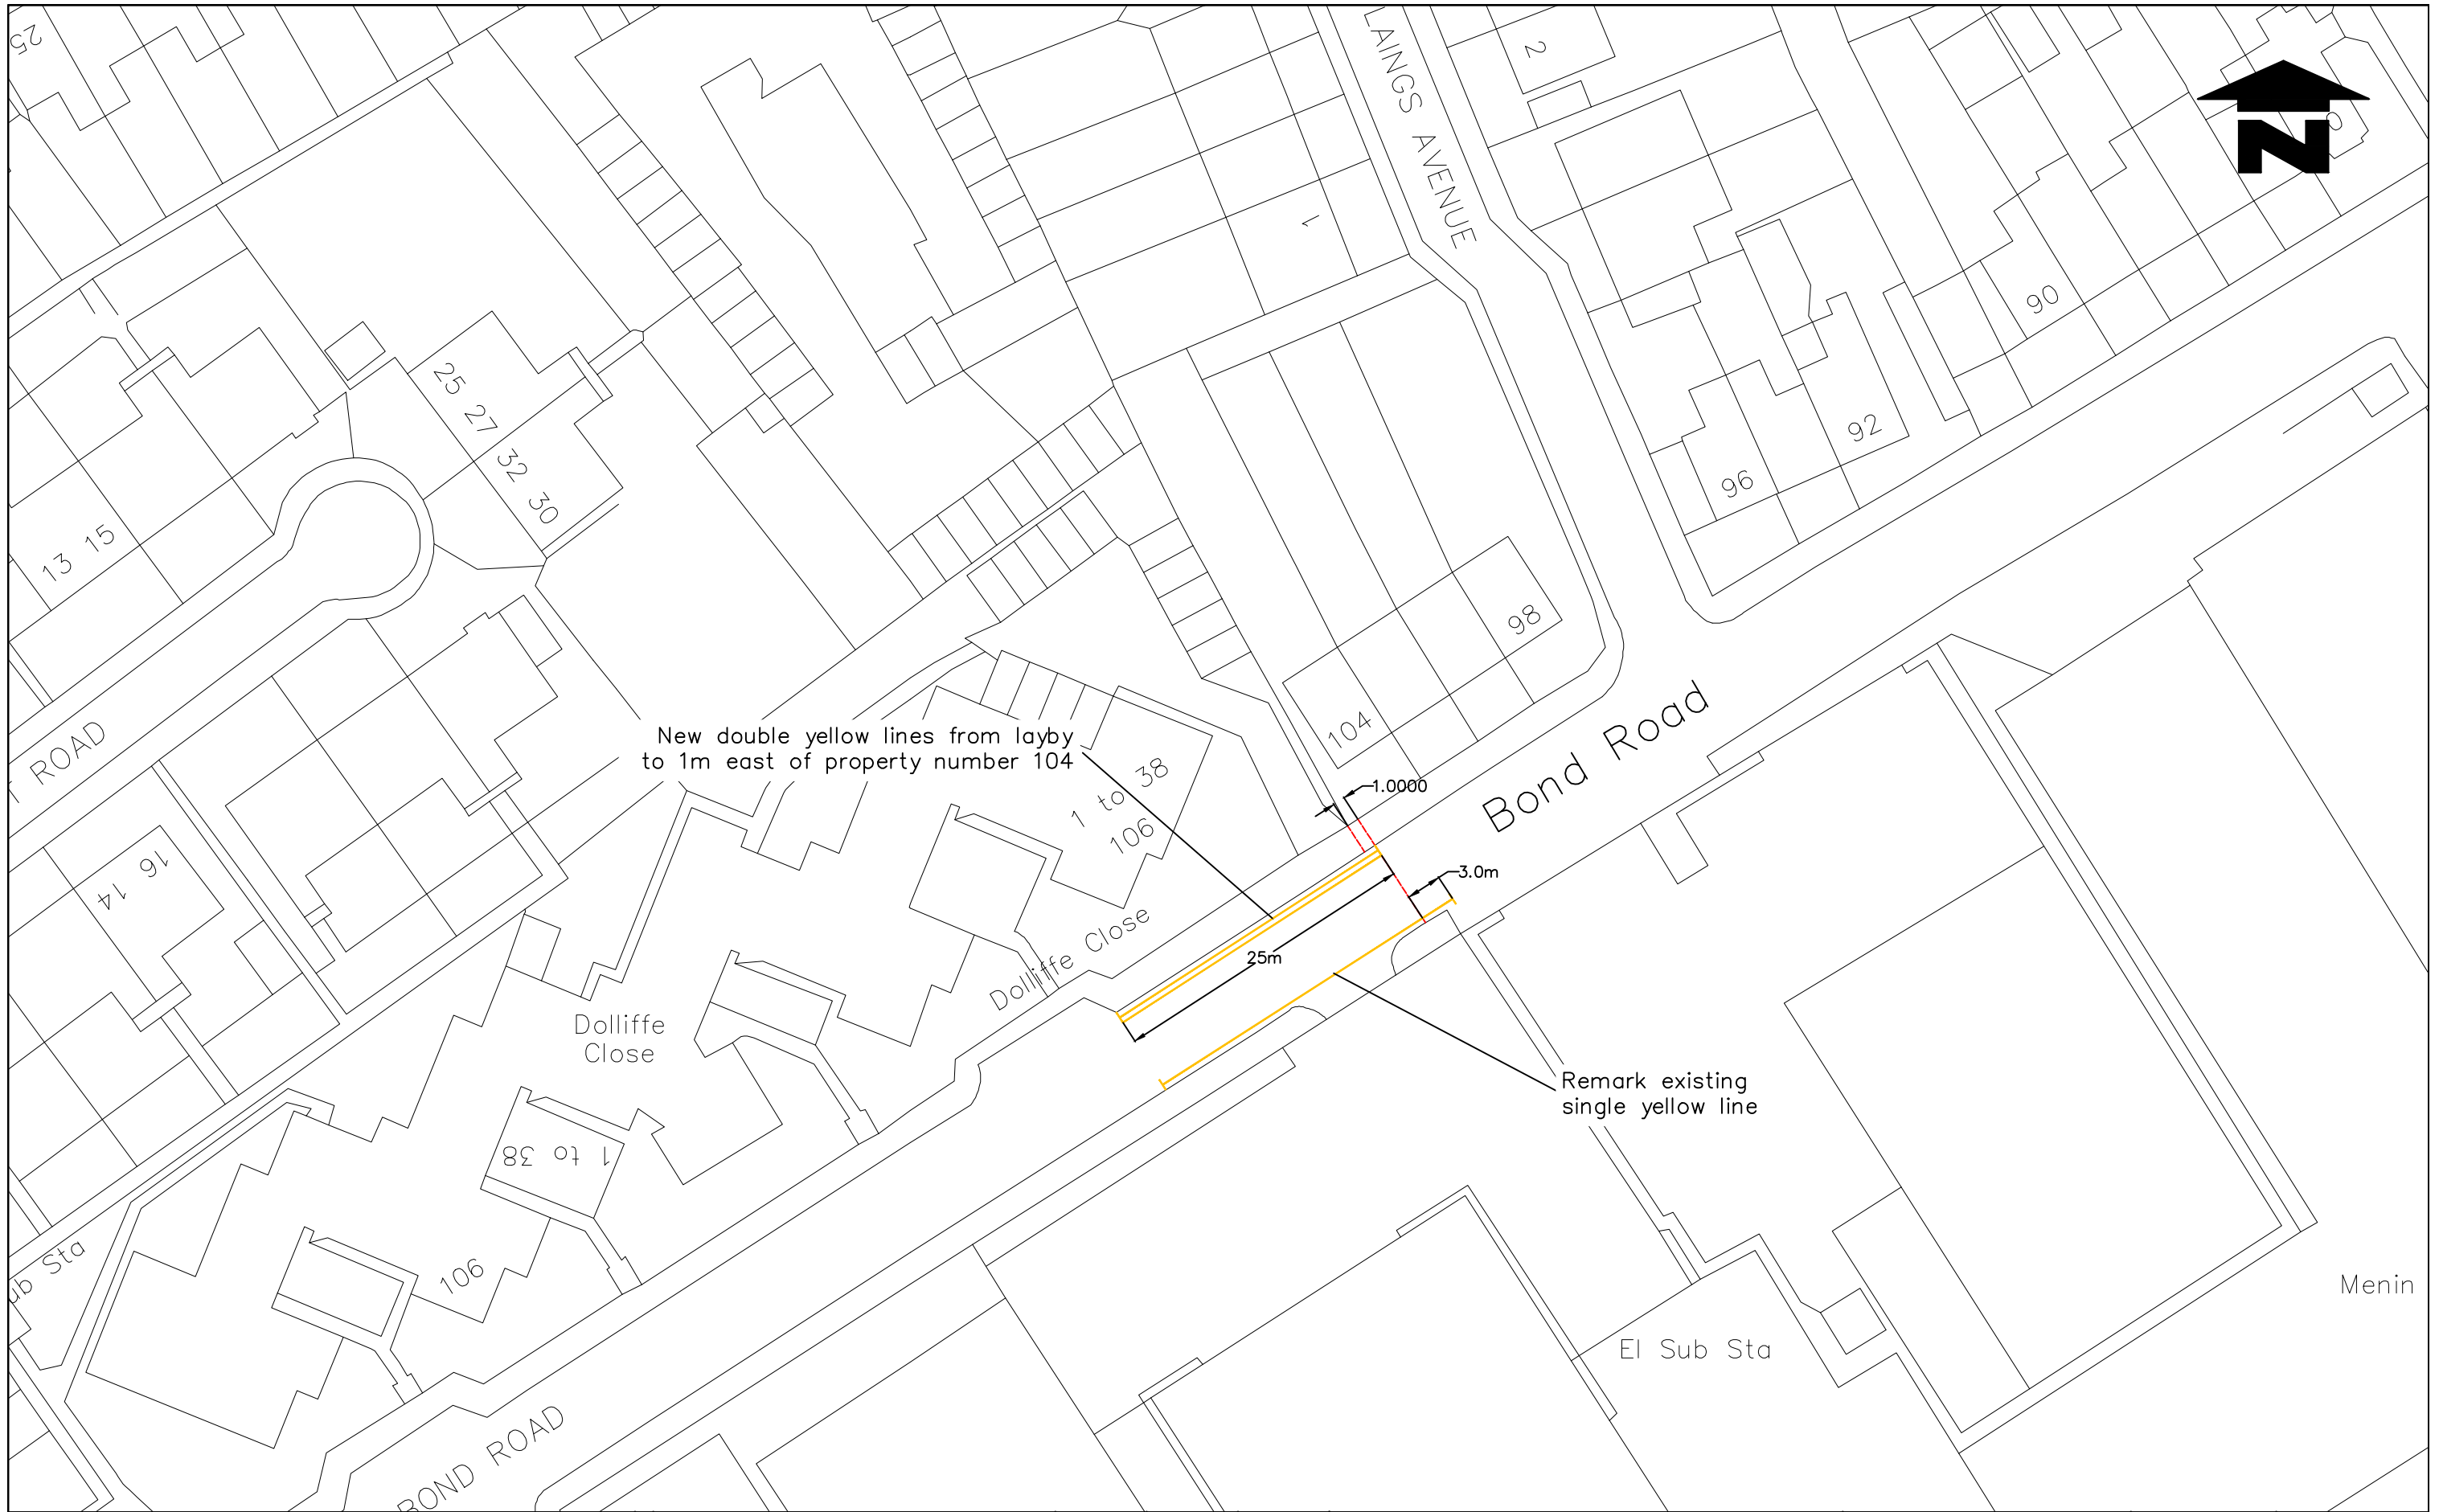 25
LAINGS AVENUE
2
N
1
90
25 27 32 30
92
96
13 15
98
104
ROAD
New double yellow lines from layby
to 1m east of property number 104
Bond Road
1 to 38
106
1.0000
3.0m
16 14
25m
Dolliffe Close
Dolliffe
Close
Remark existing
single yellow line
1 to 38
106
Sta
Menin
El Sub Sta
BOND ROAD